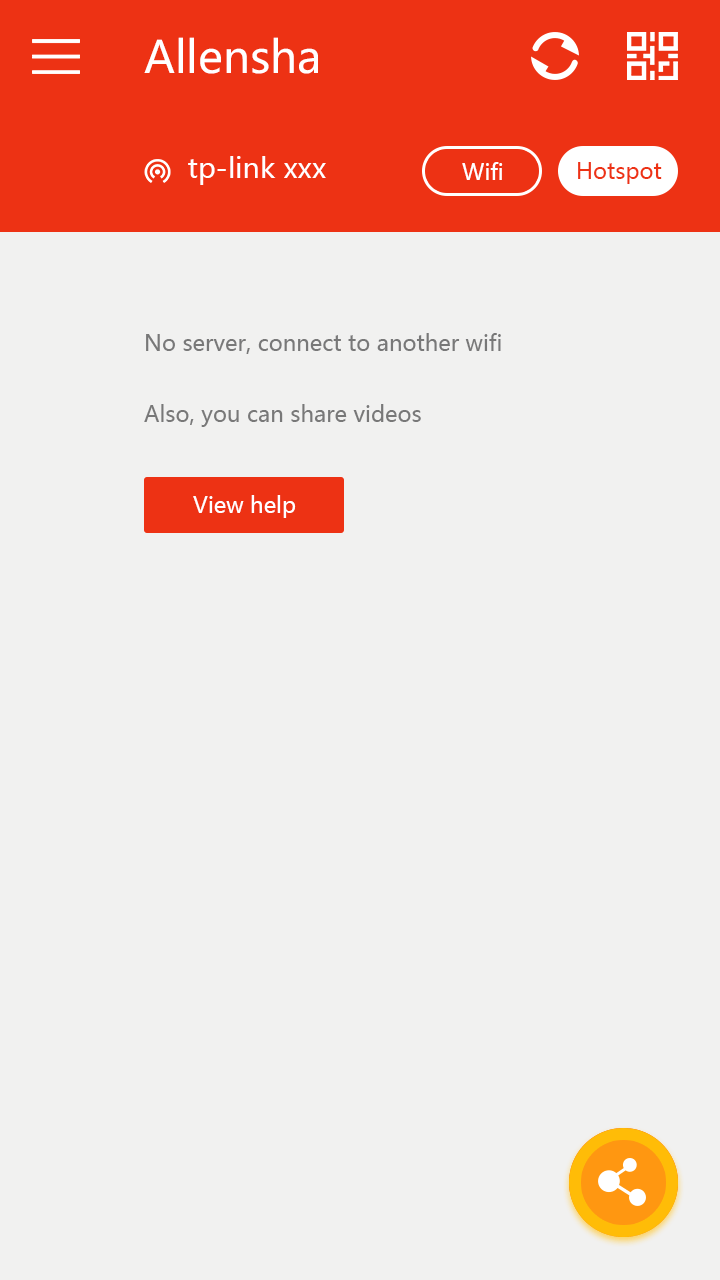 Allensha
tp-link xxx
Wifi
Hotspot
No server, connect to another wifi
Also, you can share videos
View help